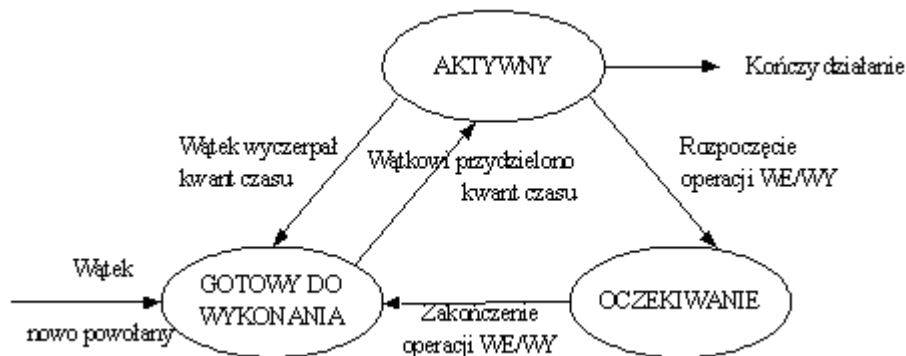 AKTYWNY
Kończy działanie
Wątek wyczerpał
kwant czasu
Wątkowi przydzielono
kwant czasu
Rozpoczęcie
operacji WE/WY
Wątek
nowo powołany
GOTOWY DO
WYKONANIA
OCZEKIWANIE
Zakończenie
operacji WE/WY